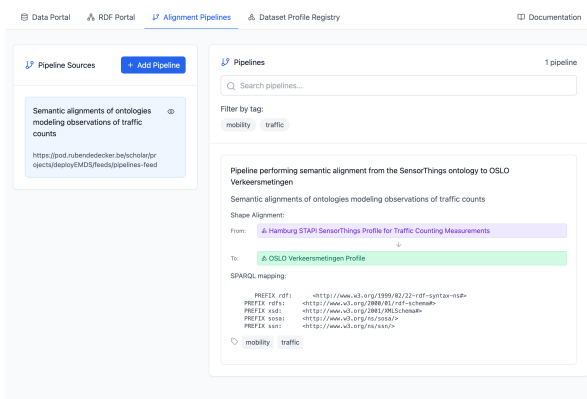 Data Portal
RDF Portal
Alignment Pipelines
Dataset Profile Registry
Documentation
Pipeline Sources
+ Add Pipeline
Semantic alignments of ontologies
modeling observations of traffic
counts
https://pod.rubendedecker.be/scholar/pr
ojects/deployEMDS/feeds/pipelines-feed
Pipelines
1 pipeline
Search pipelines...
Filter by tag:
mobility
traffic
Pipeline performing semantic alignment from the SensorThings ontology to OSLO
Verkeersmetingen
Semantic alignments of ontologies modeling observations of traffic counts
Shape Alignment:
From:
Hamburg STAPI SensorThings Profile for Traffic Counting Measurements
To:
OSLO Verkeersmetingen Profile
SPARQL mapping:
PREFIX rdf: <http://www.w3.org/1999/02/22-rdf-syntax-ns#>
PREFIX rdfs: <http://www.w3.org/2000/01/rdf-schema#>
PREFIX xsd: <http://www.w3.org/2001/XMLSchema#>
PREFIX sosa: <http://www.w3.org/ns/sosa/>
PREFIX ssn: <http://www.w3.org/ns/ssn/>
mobility
traffic